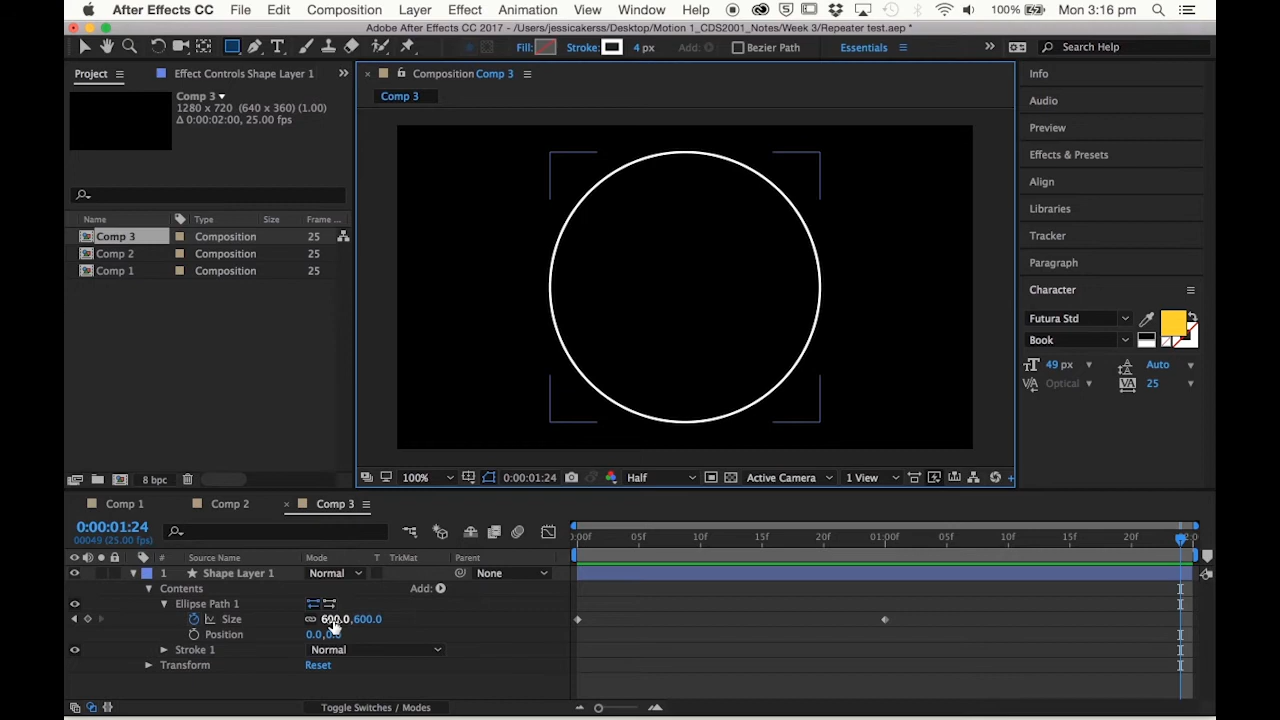 After Effects CC File Edit Composition Layer Effect Animation View Window Help 5 100% Mon 3:16 pm
Adobe After Effects CC 2017 - /Users/jessicakerss/Desktop/Motion 1_CDS2001_Notes/Week 3/Repeater test.aep *
Fill: Stroke: 4 px Add: Bezier Path Essentials Search Help
Project Effect Controls Shape Layer 1
Composition Comp 3
Comp 3
Comp 3
1280 x 720 (640 x 360) (1.00)
Δ 0:00:02:00, 25.00 fps
Name Type Size Frame ...
Comp 3 Composition 25
Comp 2 Composition 25
Comp 1 Composition 25
8 bpc
100% 0:00:01:24 Half Active Camera 1 View
Info
Audio
Preview
Effects & Presets
Align
Libraries
Tracker
Paragraph
Character
Futura Std
Book
49 px Auto
Optical 25
Comp 1 Comp 2 Comp 3
0:00:01:24
00049 (25.00 fps)
05f 10f 15f 20f 01:00f 05f 10f 15f 20f
# Source Name Mode T TrkMat Parent
1 Shape Layer 1 Normal None
Contents Add:
Ellipse Path 1
Size 600.0,600.0
Position
Stroke 1 Normal
Transform Reset
Toggle Switches / Modes